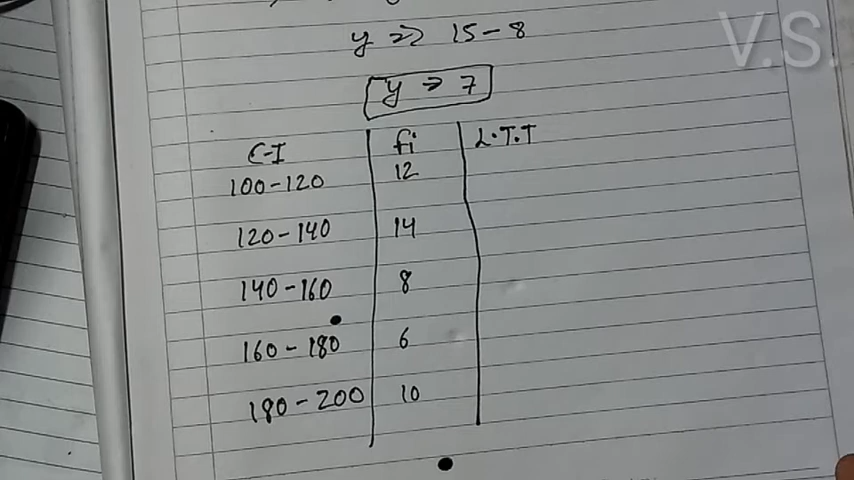 y => 15-8
y => 7
C-I fi L.T.T
100-120 12
120-140 14
140-160 8
160-180 6
180-200 10
V.S.